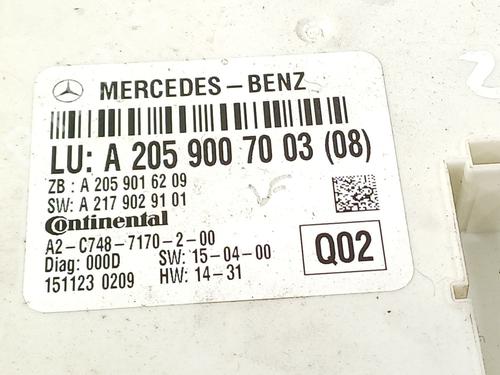 MERCEDES-BENZ
LU: A 205 900 70 03 (08)
ZB : A 205 901 62 09
SW: A 217 902 91 01
Continental
A2-C748-7170-2-00
Diag: 000D SW: 15-04-00
151123 0209 HW: 14-31
Q02